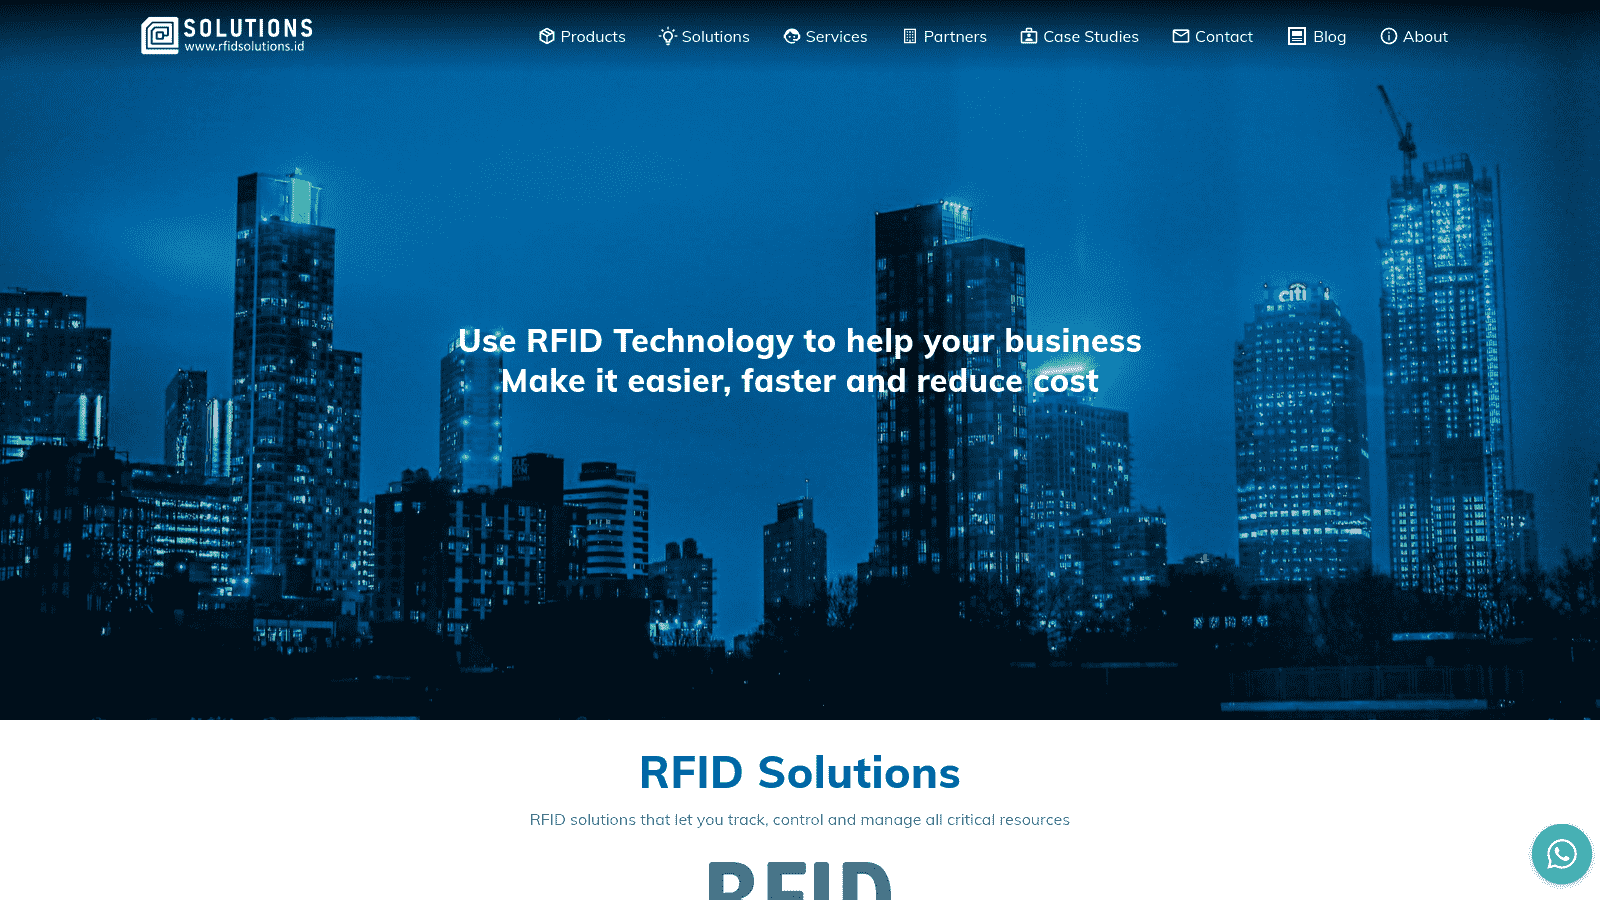 SOLUTIONS
www.rfidsolutions.id
Products
Solutions
Services
Partners
Case Studies
Contact
Blog
About
citi
Use RFID Technology to help your business
Make it easier, faster and reduce cost
RFID Solutions
RFID solutions that let you track, control and manage all critical resources
RFID